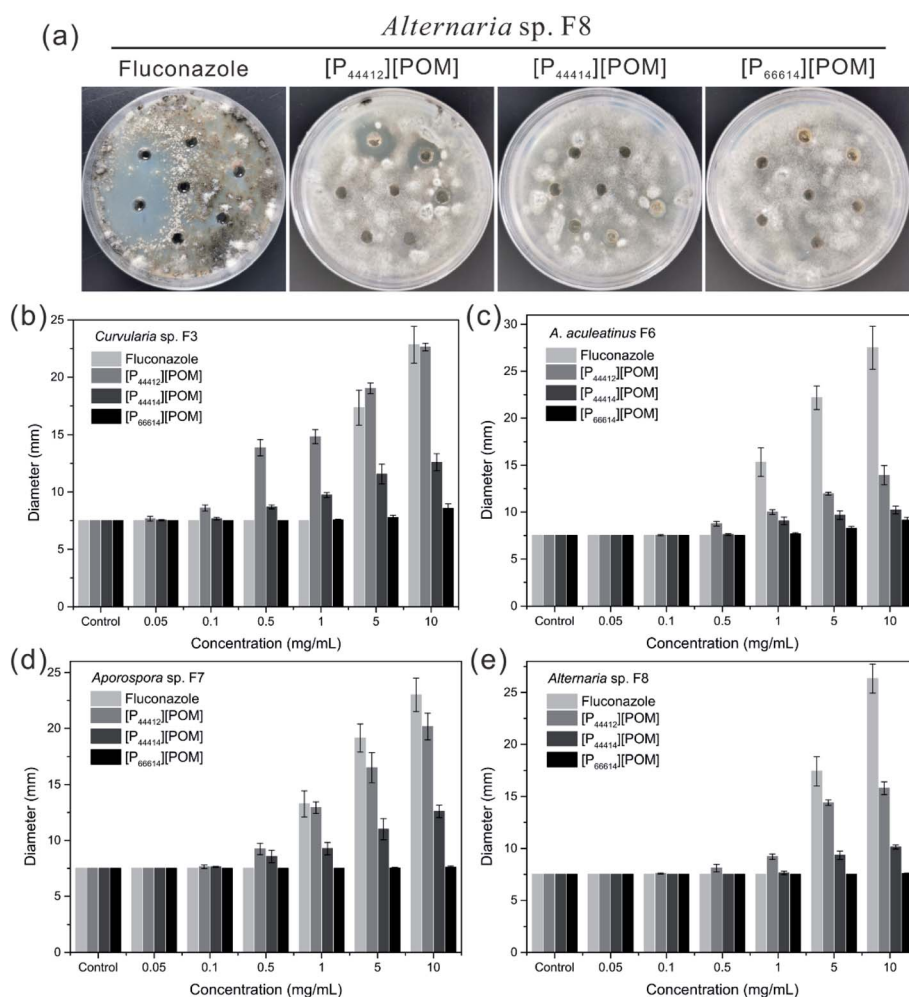 (a)
Alternaria sp. F8
Fluconazole [P44412][POM] [P44414][POM] [P66614][POM]
(b)
Curvularia sp. F3
Fluconazole
[P44412][POM]
[P44414][POM]
[P66614][POM]
Diameter (mm)
25
20
15
10
5
0
Control 0.05 0.1 0.5 1 5 10
Concentration (mg/mL)
(c)
A. aculeatinus F6
Fluconazole
[P44412][POM]
[P44414][POM]
[P66614][POM]
Diameter (mm)
30
25
20
15
10
5
0
Control 0.05 0.1 0.5 1 5 10
Concentration (mg/mL)
(d)
Aporospora sp. F7
Fluconazole
[P44412][POM]
[P44414][POM]
[P66614][POM]
Diameter (mm)
25
20
15
10
5
0
Control 0.05 0.1 0.5 1 5 10
Concentration (mg/mL)
(e)
Alternaria sp. F8
Fluconazole
[P44412][POM]
[P44414][POM]
[P66614][POM]
Diameter (mm)
25
20
15
10
5
0
Control 0.05 0.1 0.5 1 5 10
Concentration (mg/mL)